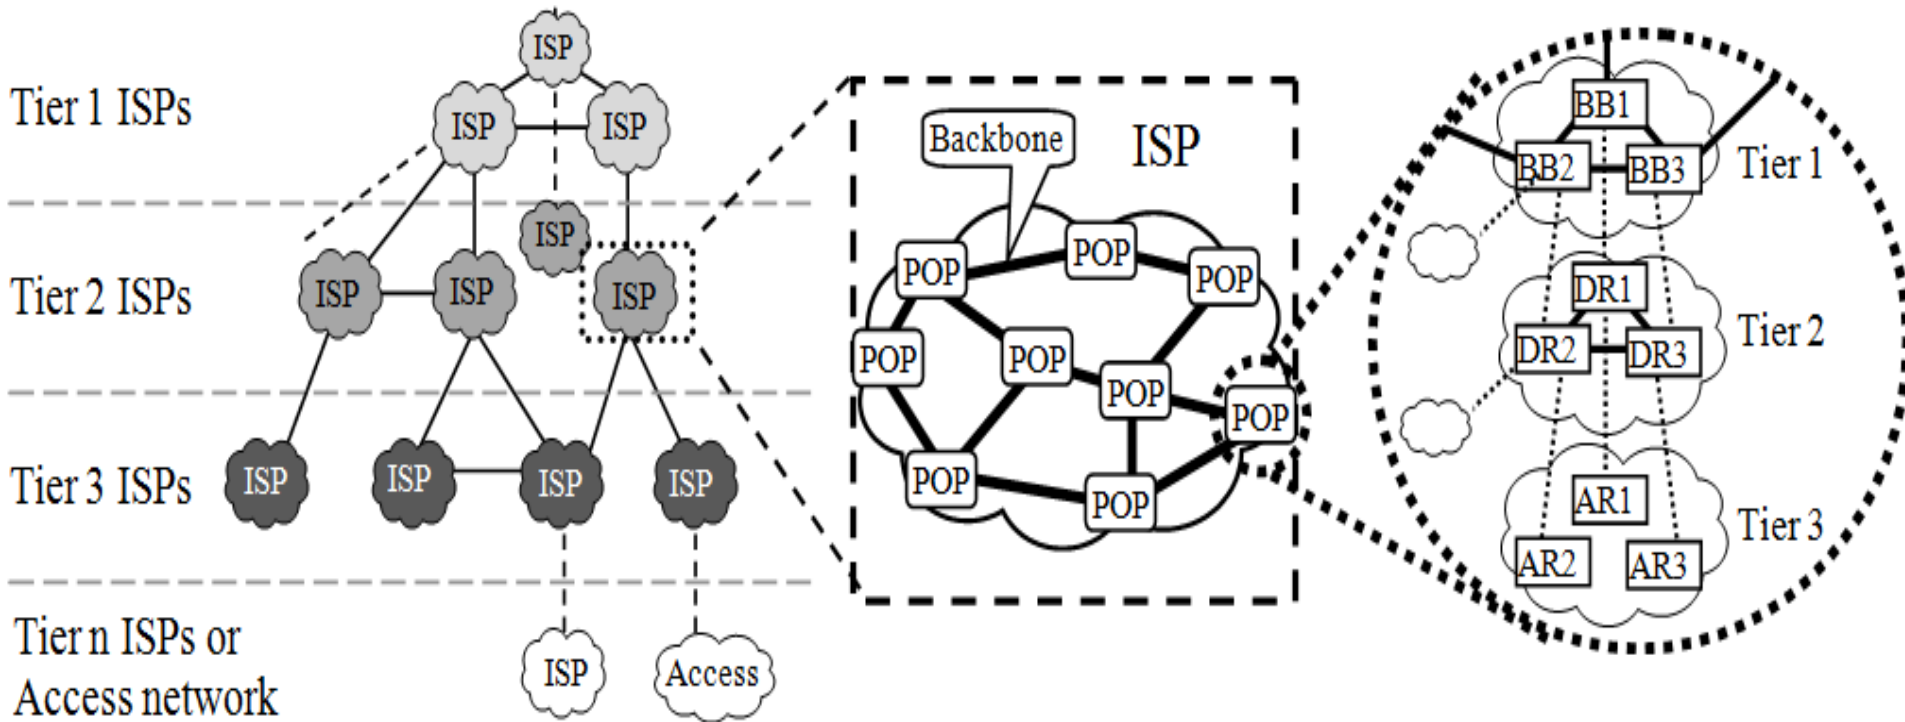 Tier 1 ISPs
ISP
ISP
ISP
Tier 2 ISPs
ISP
ISP
ISP
ISP
Tier 3 ISPs
ISP
ISP
ISP
ISP
Tier n ISPs or
Access network
ISP
Access
Backbone
ISP
POP
POP
POP
POP
POP
POP
POP
POP
POP
BB1
BB2
BB3
Tier 1
DR1
DR2
DR3
Tier 2
AR1
AR2
AR3
Tier 3